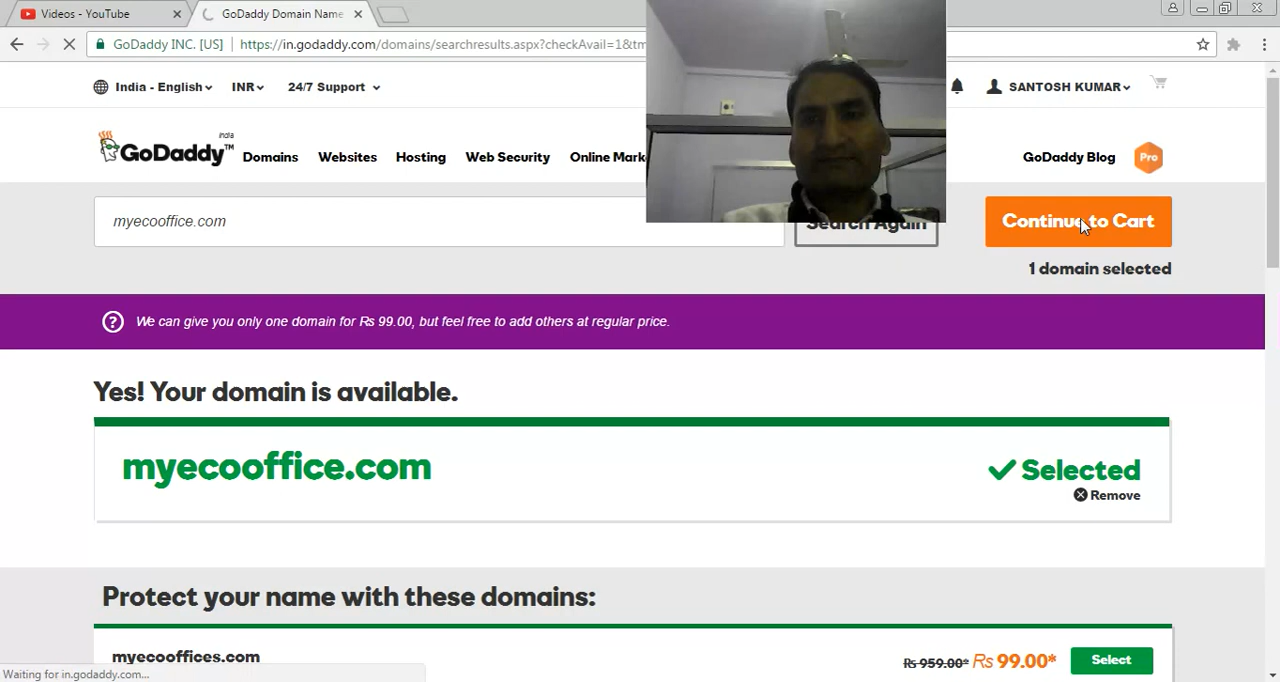 Videos - YouTube
GoDaddy Domain Name
GoDaddy INC. [US]
https://in.godaddy.com/domains/searchresults.aspx?checkAvail=1&tm
India - English
INR
24/7 Support
SANTOSH KUMAR
india
GoDaddy™
Domains
Websites
Hosting
Web Security
Online Mark
GoDaddy Blog
Pro
myecooffice.com
Search Again
Continue to Cart
1 domain selected
? We can give you only one domain for Rs 99.00, but feel free to add others at regular price.
Yes! Your domain is available.
myecooffice.com
Selected
Remove
Protect your name with these domains:
myecooffices.com
Rs 959.00* Rs 99.00*
Select
Waiting for in.godaddy.com...